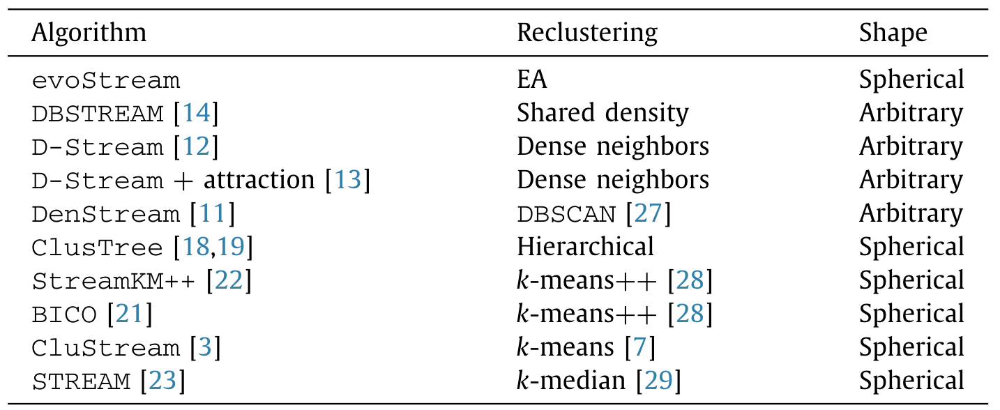 Algorithm Reclustering Shape
evoStream EA Spherical
DBSTREAM [14] Shared density Arbitrary
D-Stream [12] Dense neighbors Arbitrary
D-Stream + attraction [13] Dense neighbors Arbitrary
DenStream [11] DBSCAN [27] Arbitrary
ClusTree [18,19] Hierarchical Spherical
StreamKM++ [22] k-means++ [28] Spherical
BICO [21] k-means++ [28] Spherical
CluStream [3] k-means [7] Spherical
STREAM [23] k-median [29] Spherical